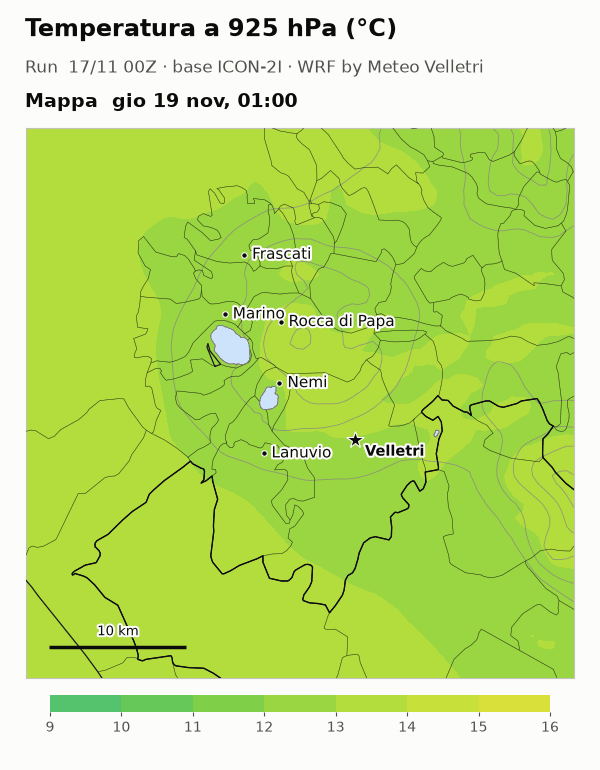 Temperatura a 925 hPa (°C)
Run  17/11 00Z · base ICON-2I · WRF by Meteo Velletri
Mappa  gio 19 nov, 01:00
Frascati
Marino
Rocca di Papa
Nemi
Velletri
Lanuvio
10 km
9 10 11 12 13 14 15 16